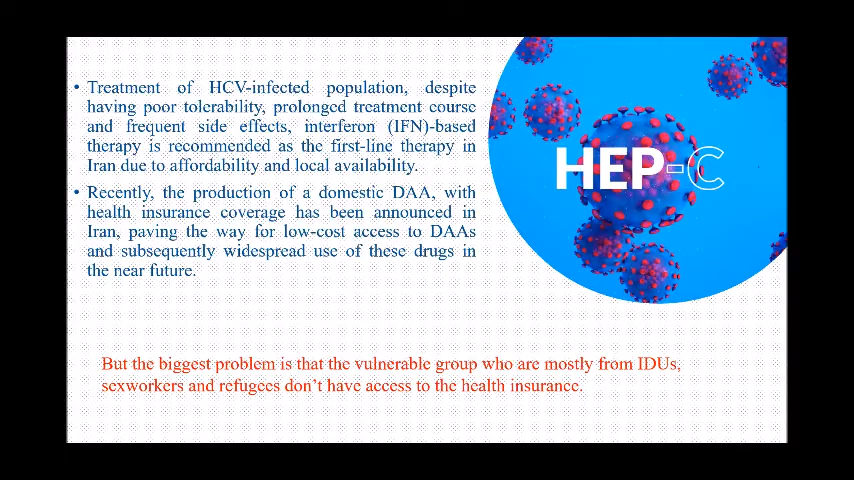 • Treatment of HCV-infected population, despite
having poor tolerability, prolonged treatment course
and frequent side effects, interferon (IFN)-based
therapy is recommended as the first-line therapy in
Iran due to affordability and local availability.
• Recently, the production of a domestic DAA, with
health insurance coverage has been announced in
Iran, paving the way for low-cost access to DAAs
and subsequently widespread use of these drugs in
the near future.
HEP-C
But the biggest problem is that the vulnerable group who are mostly from IDUs,
sexworkers and refugees don’t have access to the health insurance.